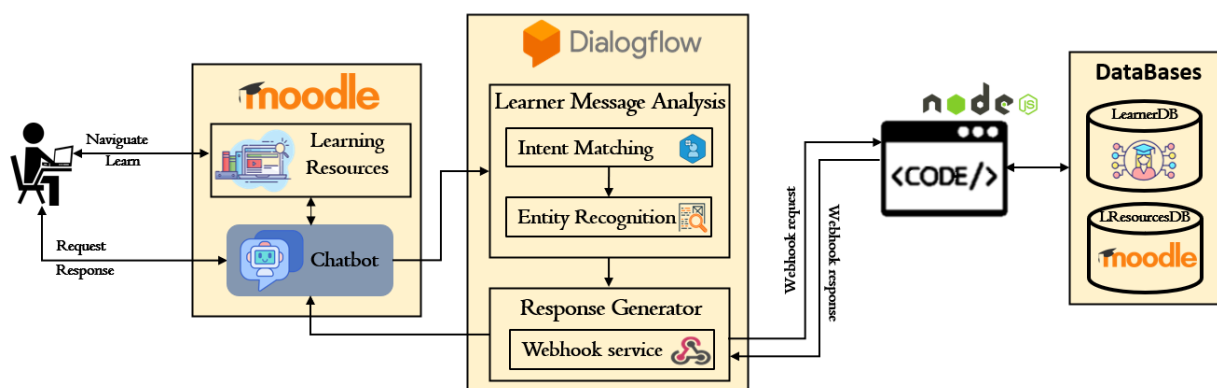 Naviguate
Learn
Request
Response
moodle
Learning
Resources
Chatbot
Dialogflow
Learner Message Analysis
Intent Matching
Entity Recognition
Response Generator
Webhook service
Webhook request
Webhook response
node
JS
<CODE/>
DataBases
LearnerDB
LResourcesDB
moodle